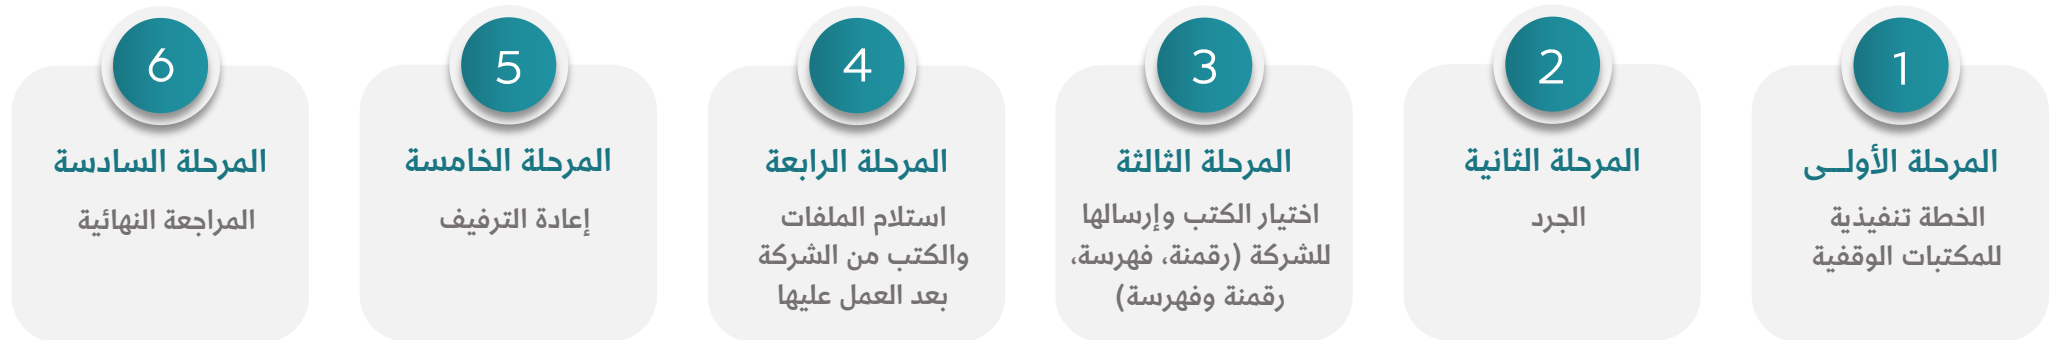 1
المرحلة الأولــى
الخطة تنفيذية
للمكتبات الوقفية
2
المرحلة الثانية
الجرد
3
المرحلة الثالثة
اختيار الكتب وإرسالها
للشركة (رقمنة، فهرسة،
رقمنة وفهرسة)
4
المرحلة الرابعة
استلام الملفات
والكتب من الشركة
بعد العمل عليها
5
المرحلة الخامسة
إعادة الترفيف
6
المرحلة السادسة
المراجعة النهائية